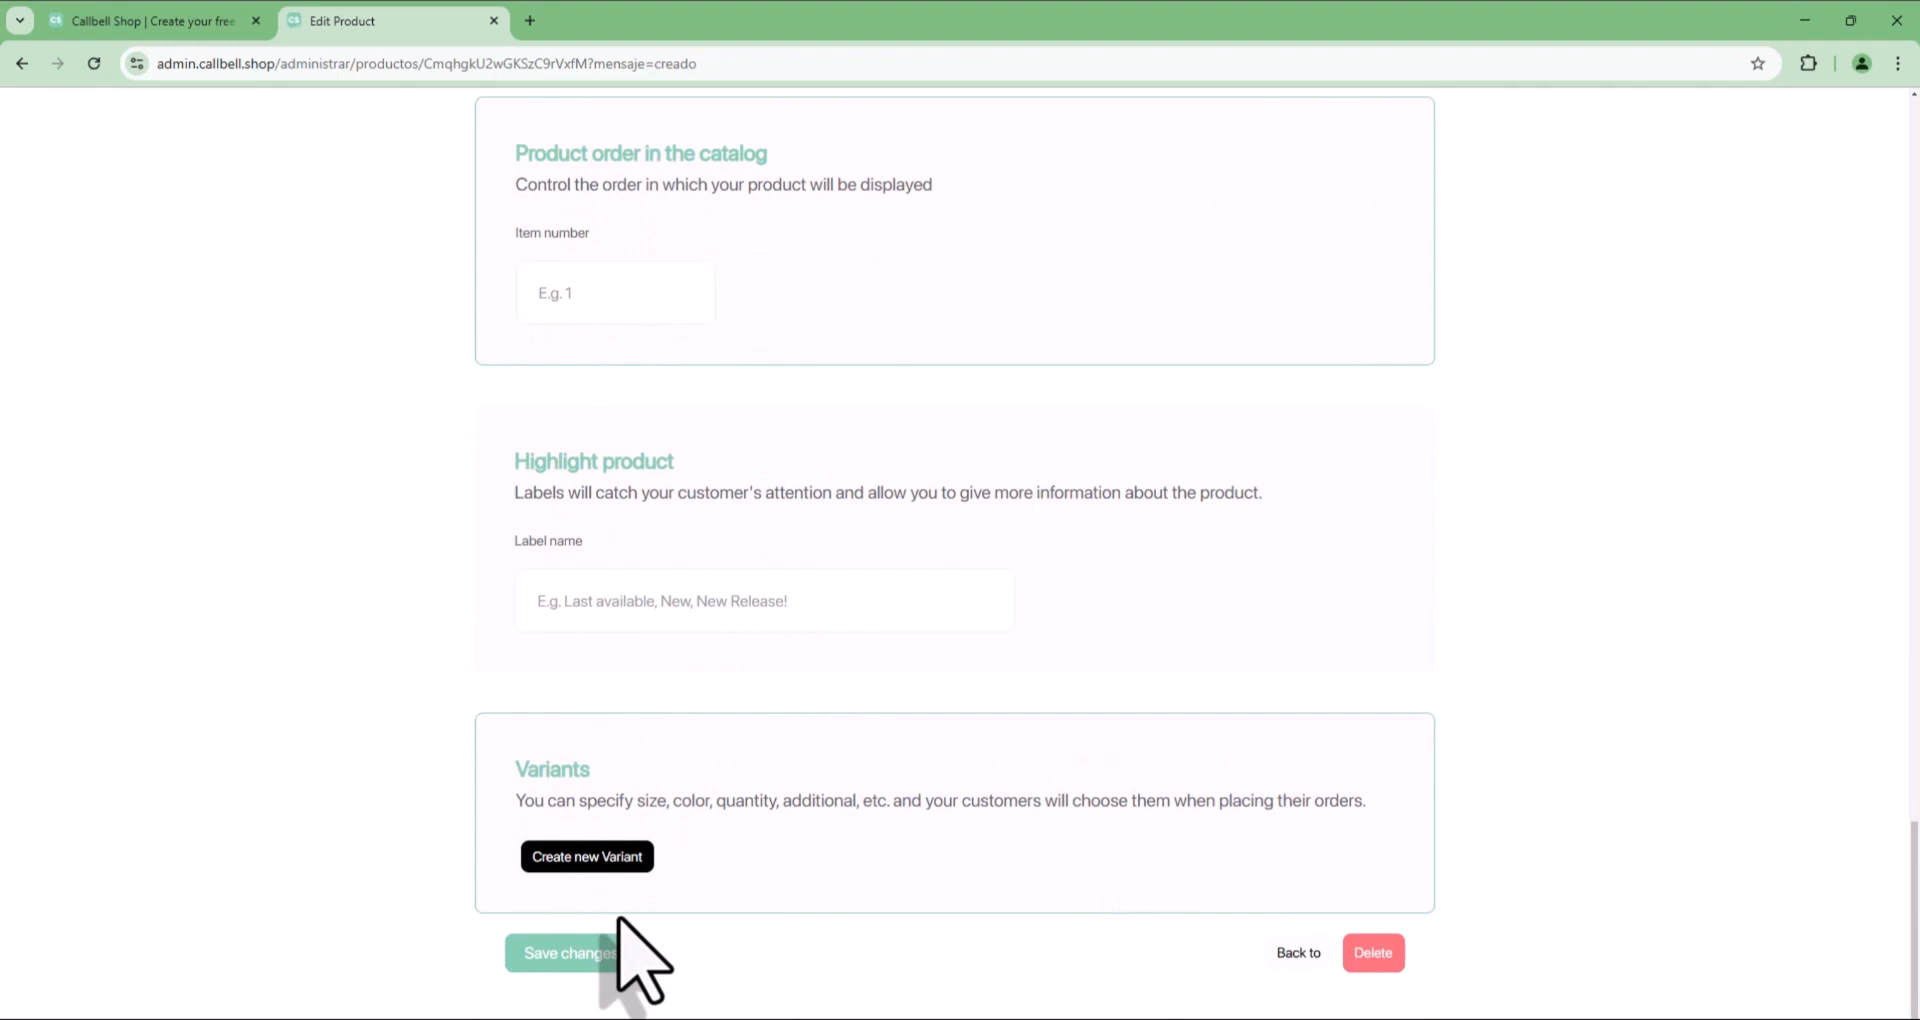 CS Callbell Shop | Create your free
CS Edit Product
admin.callbell.shop/administrar/productos/CmqhgkU2wGKSzC9rVxfM?mensaje=creado
Product order in the catalog
Control the order in which your product will be displayed
Item number
E.g. 1
Highlight product
Labels will catch your customer's attention and allow you to give more information about the product.
Label name
E.g. Last available, New, New Release!
Variants
You can specify size, color, quantity, additional, etc. and your customers will choose them when placing their orders.
Create new Variant
Save changes
Back to
Delete